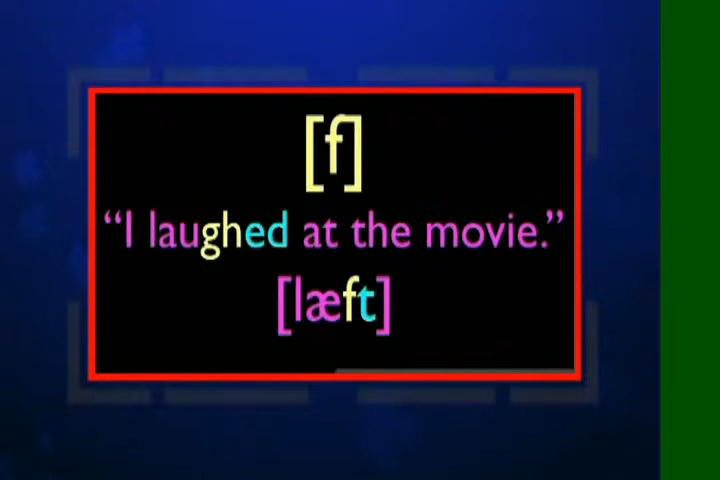 [f]
“I laughed at the movie.”
[læft]